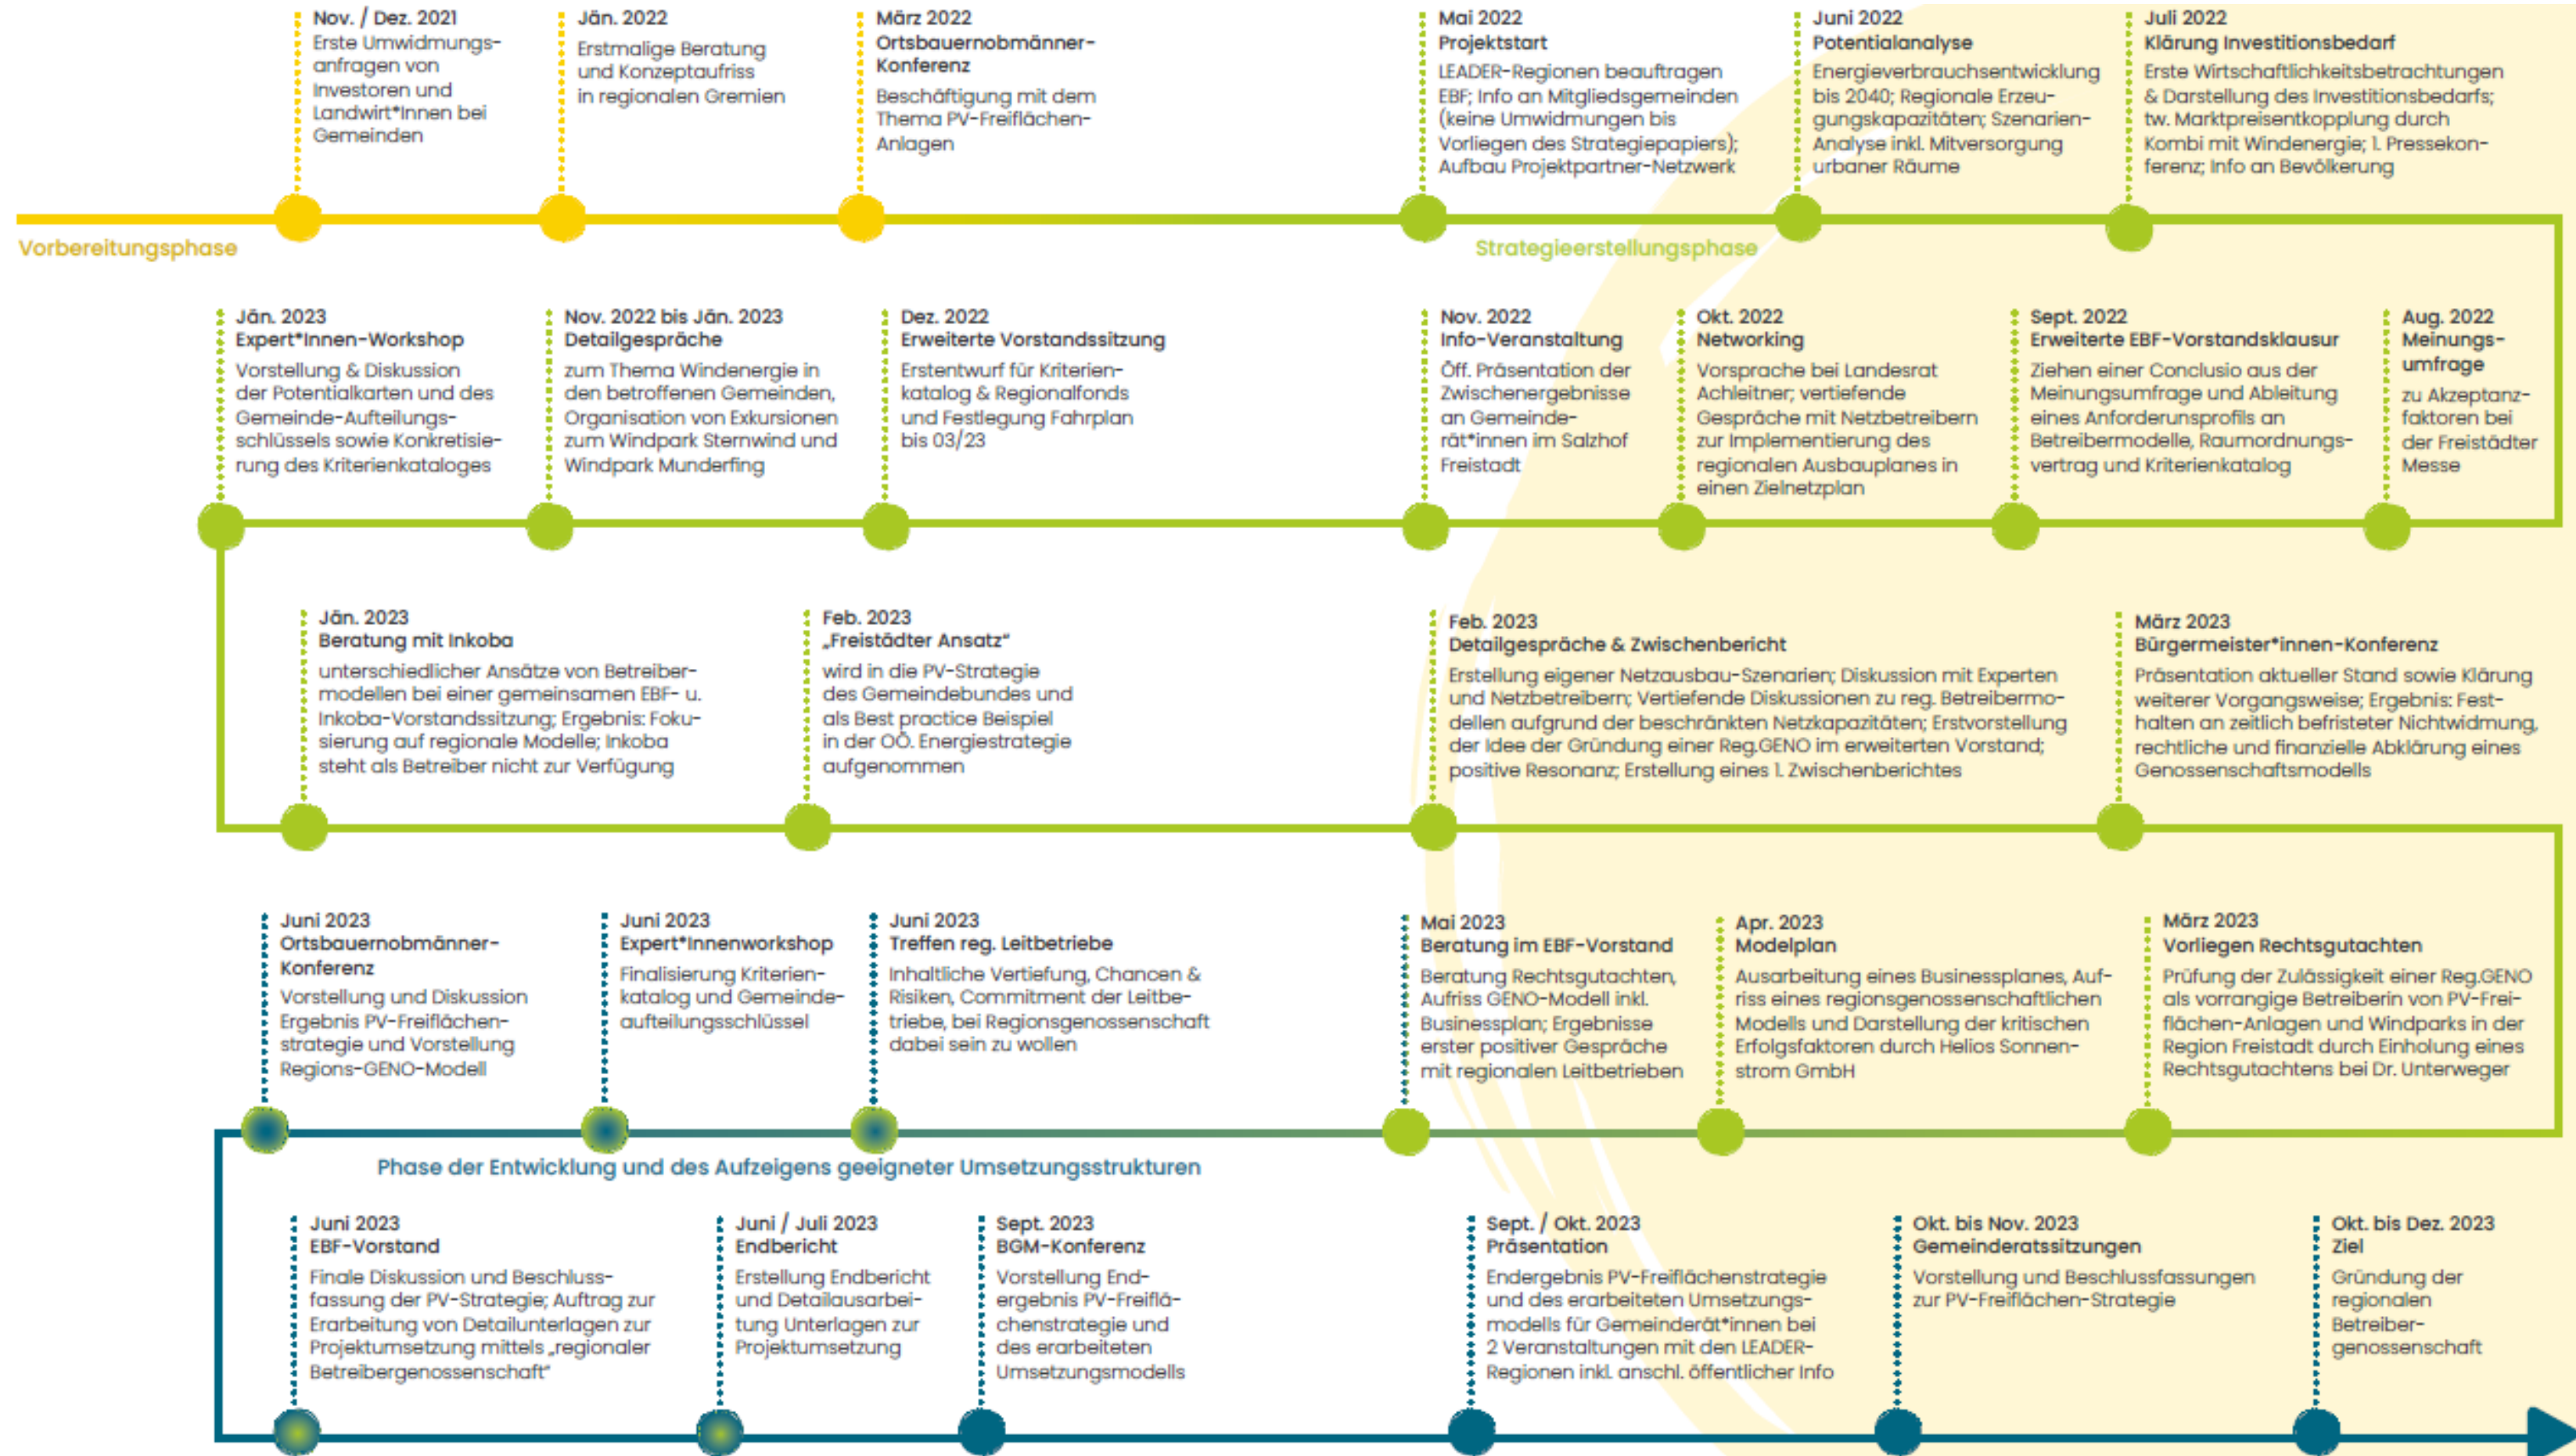 Nov. / Dez. 2021
Erste Umwidmungs-
anfragen von
Investoren und
Landwirt*Innen bei
Gemeinden
Jän. 2022
Erstmalige Beratung
und Konzeptaufriss
in regionalen Gremien
März 2022
Ortsbauernobmänner-
Konferenz
Beschäftigung mit dem
Thema PV-Freiflächen-
Anlagen
Mai 2022
Projektstart
LEADER-Regionen beauftragen
EBF; Info an Mitgliedsgemeinden
(keine Umwidmungen bis
Vorliegen des Strategiepapiers);
Aufbau Projektpartner-Netzwerk
Juni 2022
Potentialanalyse
Energieverbrauchsentwicklung
bis 2040; Regionale Erzeu-
gungskapazitäten; Szenarien-
Analyse inkl. Mitversorgung
urbaner Räume
Juli 2022
Klärung Investitionsbedarf
Erste Wirtschaftlichkeitsbetrachtungen
& Darstellung des Investitionsbedarfs;
tw. Marktpreisentkopplung durch
Kombi mit Windenergie; 1. Pressekon-
ferenz; Info an Bevölkerung
Vorbereitungsphase
Strategieerstellungsphase
Jän. 2023
Expert*Innen-Workshop
Vorstellung & Diskussion
der Potentialkarten und des
Gemeinde-Aufteilungs-
schlüssels sowie Konkretisie-
rung des Kriterienkataloges
Nov. 2022 bis Jän. 2023
Detailgespräche
zum Thema Windenergie in
den betroffenen Gemeinden,
Organisation von Exkursionen
zum Windpark Sternwind und
Windpark Munderfing
Dez. 2022
Erweiterte Vorstandssitzung
Erstentwurf für Kriterien-
katalog & Regionalfonds
und Festlegung Fahrplan
bis 03/23
Nov. 2022
Info-Veranstaltung
Öff. Präsentation der
Zwischenergebnisse
an Gemeinde-
rät*innen im Salzhof
Freistadt
Okt. 2022
Networking
Vorsprache bei Landesrat
Achleitner; vertiefende
Gespräche mit Netzbetreibern
zur Implementierung des
regionalen Ausbauplanes in
einen Zielnetzplan
Sept. 2022
Erweiterte EBF-Vorstandsklausur
Ziehen einer Conclusio aus der
Meinungsumfrage und Ableitung
eines Anforderunsprofils an
Betreibermodelle, Raumordnungs-
vertrag und Kriterienkatalog
Aug. 2022
Meinungs-
umfrage
zu Akzeptanz-
faktoren bei
der Freistädter
Messe
Jän. 2023
Beratung mit Inkoba
unterschiedlicher Ansätze von Betreiber-
modellen bei einer gemeinsamen EBF- u.
Inkoba-Vorstandssitzung; Ergebnis: Foku-
sierung auf regionale Modelle; Inkoba
steht als Betreiber nicht zur Verfügung
Feb. 2023
„Freistädter Ansatz"
wird in die PV-Strategie
des Gemeindebundes und
als Best practice Beispiel
in der OÖ. Energiestrategie
aufgenommen
Feb. 2023
Detailgespräche & Zwischenbericht
Erstellung eigener Netzausbau-Szenarien; Diskussion mit Experten
und Netzbetreibern; Vertiefende Diskussionen zu reg. Betreibermo-
dellen aufgrund der beschränkten Netzkapazitäten; Erstvorstellung
der Idee der Gründung einer Reg.GENO im erweiterten Vorstand;
positive Resonanz; Erstellung eines 1. Zwischenberichtes
März 2023
Bürgermeister*innen-Konferenz
Präsentation aktueller Stand sowie Klärung
weiterer Vorgangsweise; Ergebnis: Fest-
halten an zeitlich befristeter Nichtwidmung,
rechtliche und finanzielle Abklärung eines
Genossenschaftsmodells
Juni 2023
Ortsbauernobmänner-
Konferenz
Vorstellung und Diskussion
Ergebnis PV-Freiflächen-
strategie und Vorstellung
Regions-GENO-Modell
Juni 2023
Expert*Innenworkshop
Finalisierung Kriterien-
katalog und Gemeinde-
aufteilungsschlüssel
Juni 2023
Treffen reg. Leitbetriebe
Inhaltliche Vertiefung, Chancen &
Risiken, Commitment der Leitbe-
triebe, bei Regionsgenossenschaft
dabei sein zu wollen
Mai 2023
Beratung im EBF-Vorstand
Beratung Rechtsgutachten,
Aufriss GENO-Modell inkl.
Businessplan; Ergebnisse
erster positiver Gespräche
mit regionalen Leitbetrieben
Apr. 2023
Modelplan
Ausarbeitung eines Businessplanes, Auf-
riss eines regionsgenossenschaftlichen
Modells und Darstellung der kritischen
Erfolgsfaktoren durch Helios Sonnen-
strom GmbH
März 2023
Vorliegen Rechtsgutachten
Prüfung der Zulässigkeit einer Reg.GENO
als vorrangige Betreiberin von PV-Frei-
flächen-Anlagen und Windparks in der
Region Freistadt durch Einholung eines
Rechtsgutachtens bei Dr. Unterweger
Phase der Entwicklung und des Aufzeigens geeigneter Umsetzungsstrukturen
Juni 2023
EBF-Vorstand
Finale Diskussion und Beschluss-
fassung der PV-Strategie; Auftrag zur
Erarbeitung von Detailunterlagen zur
Projektumsetzung mittels „regionaler
Betreibergenossenschaft"
Juni / Juli 2023
Endbericht
Erstellung Endbericht
und Detailausarbei-
tung Unterlagen zur
Projektumsetzung
Sept. 2023
BGM-Konferenz
Vorstellung End-
ergebnis PV-Freiflä-
chenstrategie und
des erarbeiteten
Umsetzungsmodells
Sept. / Okt. 2023
Präsentation
Endergebnis PV-Freiflächenstrategie
und des erarbeiteten Umsetzungs-
modells für Gemeinderät*innen bei
2 Veranstaltungen mit den LEADER-
Regionen inkl. anschl. öffentlicher Info
Okt. bis Nov. 2023
Gemeinderatssitzungen
Vorstellung und Beschlussfassungen
zur PV-Freiflächen-Strategie
Okt. bis Dez. 2023
Ziel
Gründung der
regionalen
Betreiber-
genossenschaft